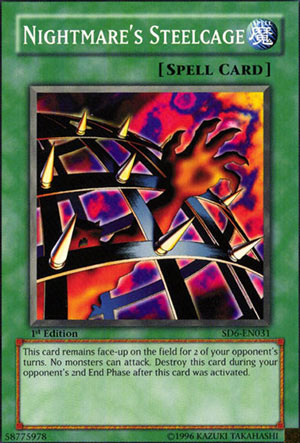 NIGHTMARE'S STEELCAGE
魔
[SPELL CARD]
1st Edition
SD6-EN031
This card remains face-up on the field for 2 of your opponent's
turns. No monsters can attack. Destroy this card during your
opponent's 2nd End Phase after this card was activated.
58775978
©1996 KAZUKI TAKAHASHI